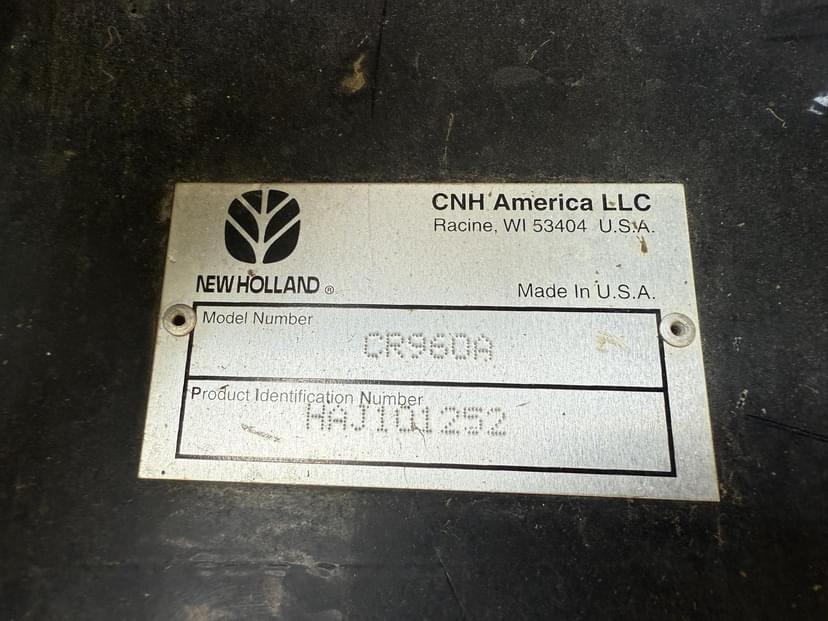 CNH America LLC
Racine, WI 53404 U.S.A.
NEW HOLLAND ®
Made In U.S.A.
Model Number
CR960A
Product Identification Number
HAJ101252